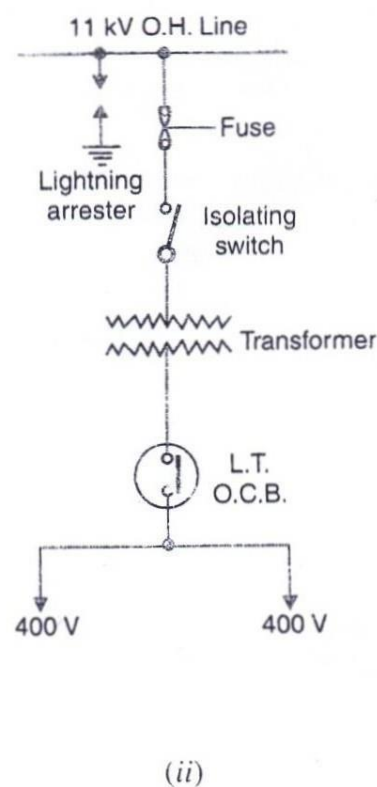 11 kV O.H. Line
Fuse
Lightning
arrester
Isolating
switch
Transformer
L.T.
O.C.B.
400 V
400 V
(ii)